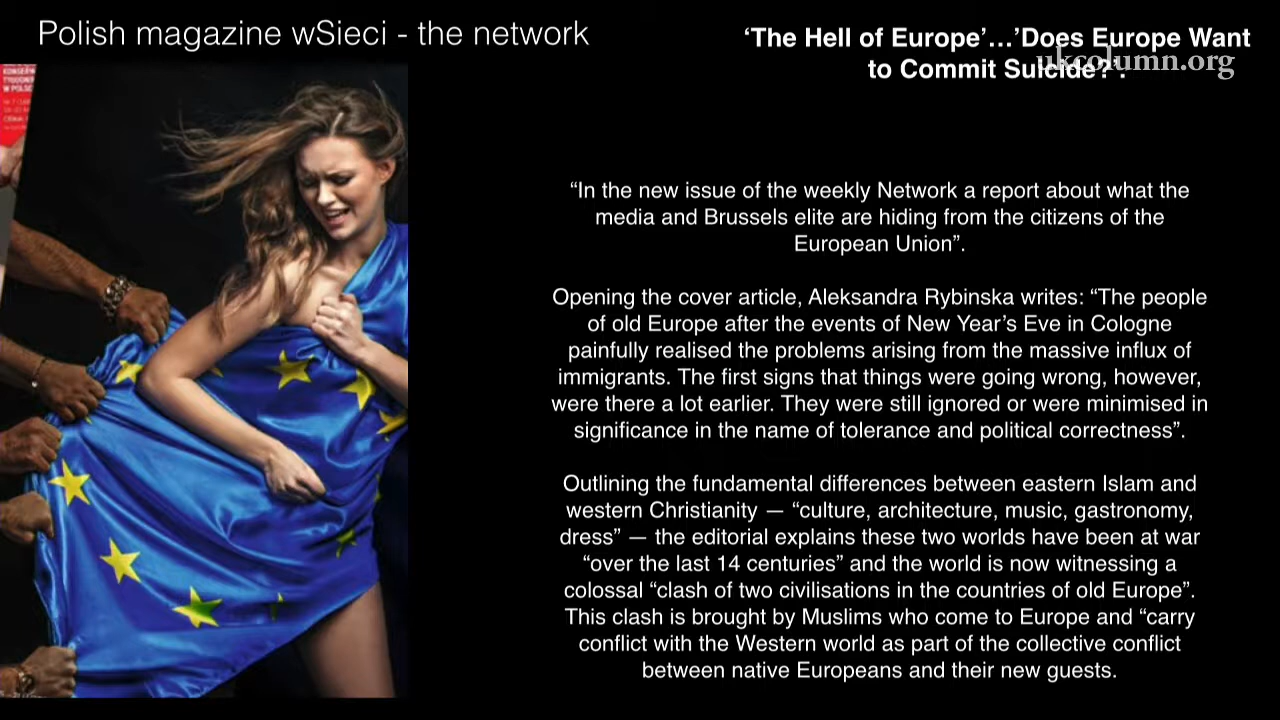 Polish magazine wSieci - the network
‘The Hell of Europe’…’Does Europe Want
to Commit Suicide?’.
ukcolumn.org
KONSERW
TYGODNIK
W POLSC
“In the new issue of the weekly Network a report about what the
media and Brussels elite are hiding from the citizens of the
European Union”.
Opening the cover article, Aleksandra Rybinska writes: “The people
of old Europe after the events of New Year’s Eve in Cologne
painfully realised the problems arising from the massive influx of
immigrants. The first signs that things were going wrong, however,
were there a lot earlier. They were still ignored or were minimised in
significance in the name of tolerance and political correctness”.
Outlining the fundamental differences between eastern Islam and
western Christianity — “culture, architecture, music, gastronomy,
dress” — the editorial explains these two worlds have been at war
“over the last 14 centuries” and the world is now witnessing a
colossal “clash of two civilisations in the countries of old Europe”.
This clash is brought by Muslims who come to Europe and “carry
conflict with the Western world as part of the collective conflict
between native Europeans and their new guests.